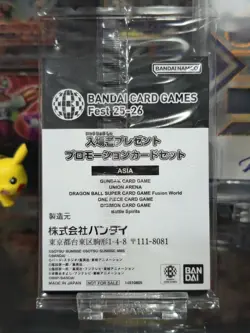 BANDAI NAMCO
BANDAI CARD GAMES
Fest 25-26
入場者プレゼント
プロモーションカードセット
ASIA
GUNDAM CARD GAME
UNION ARENA
DRAGON BALL SUPER CARD GAME Fusion World
ONE PIECE CARD GAME
DIGIMON CARD GAME
Battle Spirits
製造元
株式会社バンダイ
東京都台東区駒形1-4-8 〒111-8081
MADE IN JAPAN
NOT FOR SALE
BAN
DAI